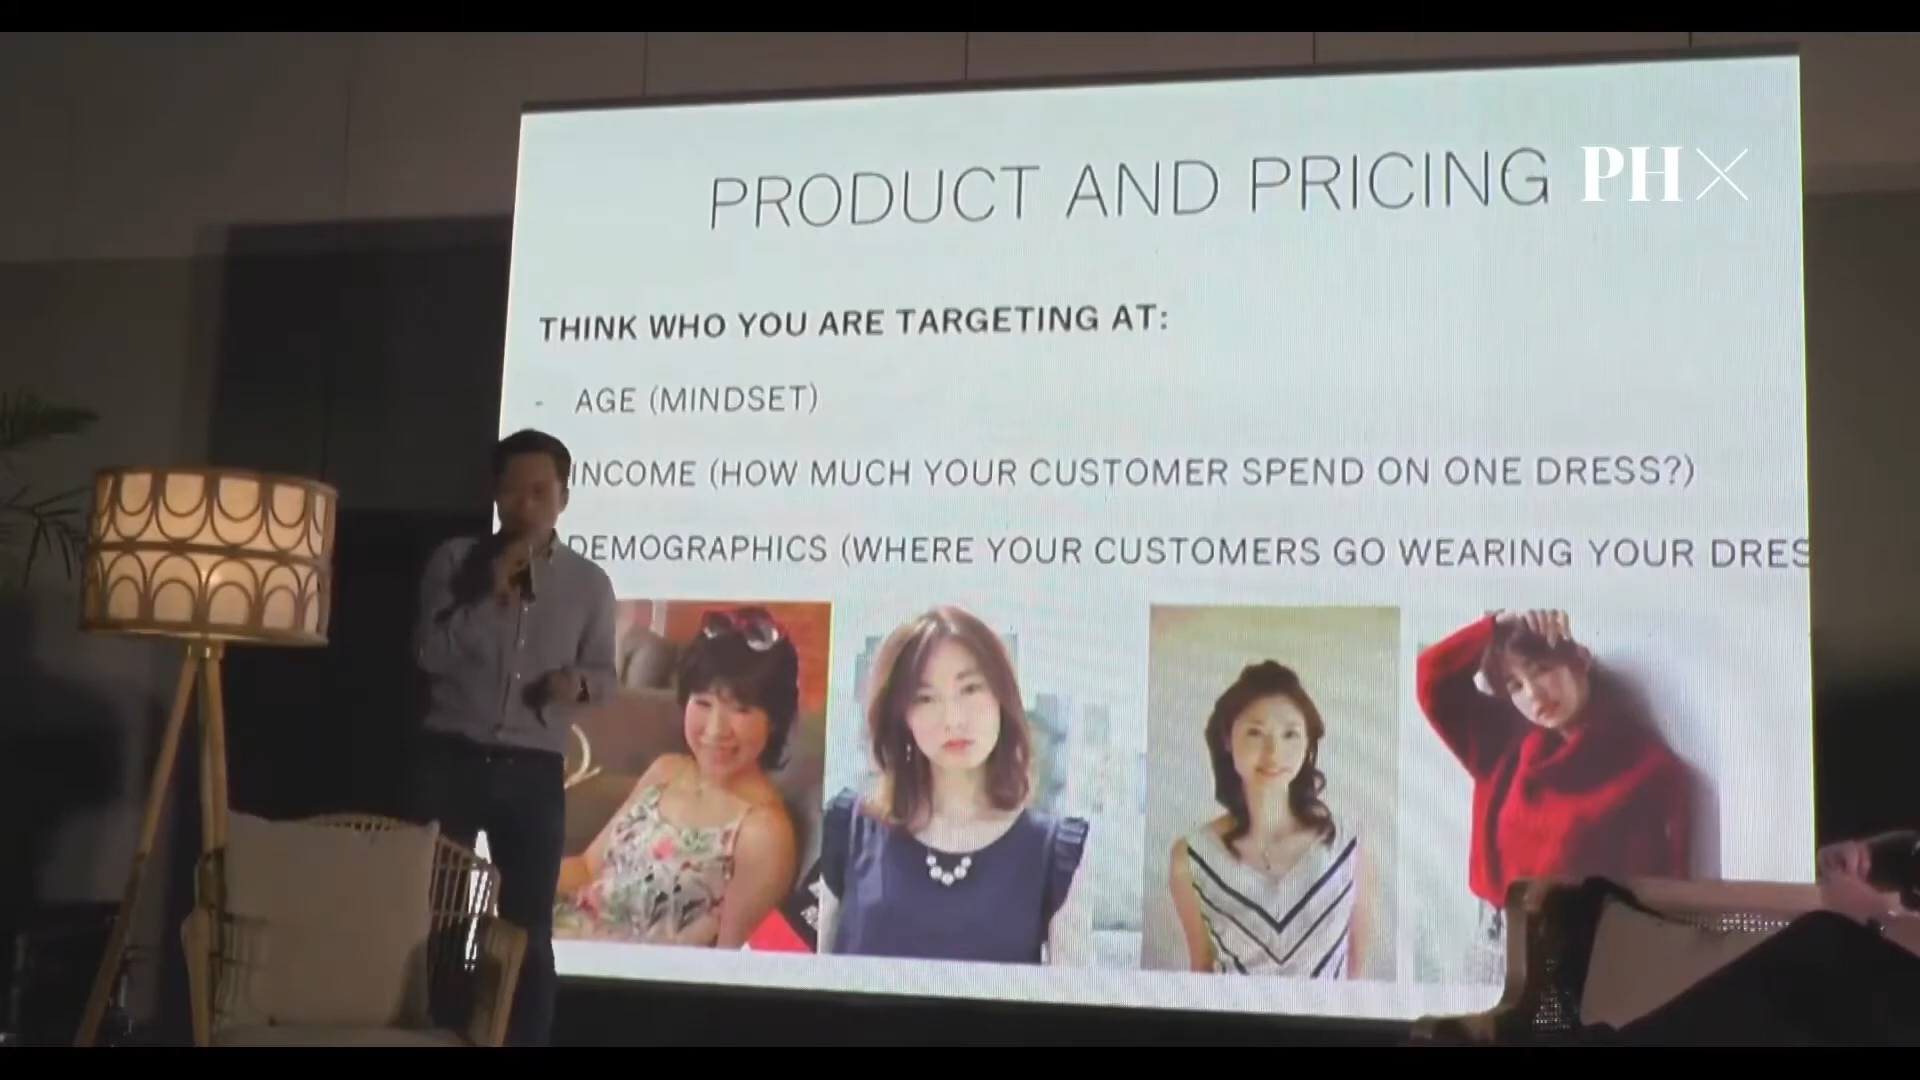 PRODUCT AND PRICING
PHX
THINK WHO YOU ARE TARGETING AT:
- AGE (MINDSET)
INCOME (HOW MUCH YOUR CUSTOMER SPEND ON ONE DRESS?)
DEMOGRAPHICS (WHERE YOUR CUSTOMERS GO WEARING YOUR DRES